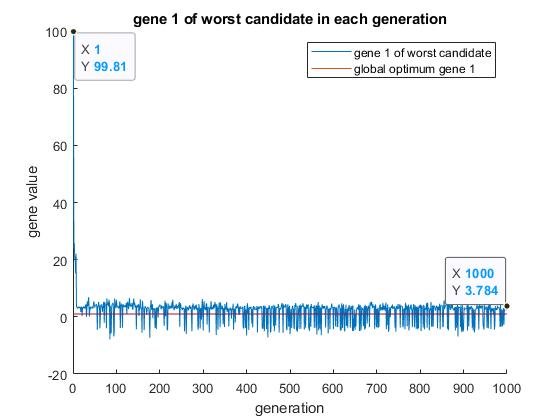 gene 1 of worst candidate in each generation
100
X 1
Y 99.81
gene 1 of worst candidate
global optimum gene 1
80
60
gene value
40
20
X 1000
Y 3.784
0
-20
0 100 200 300 400 500 600 700 800 900 1000
generation